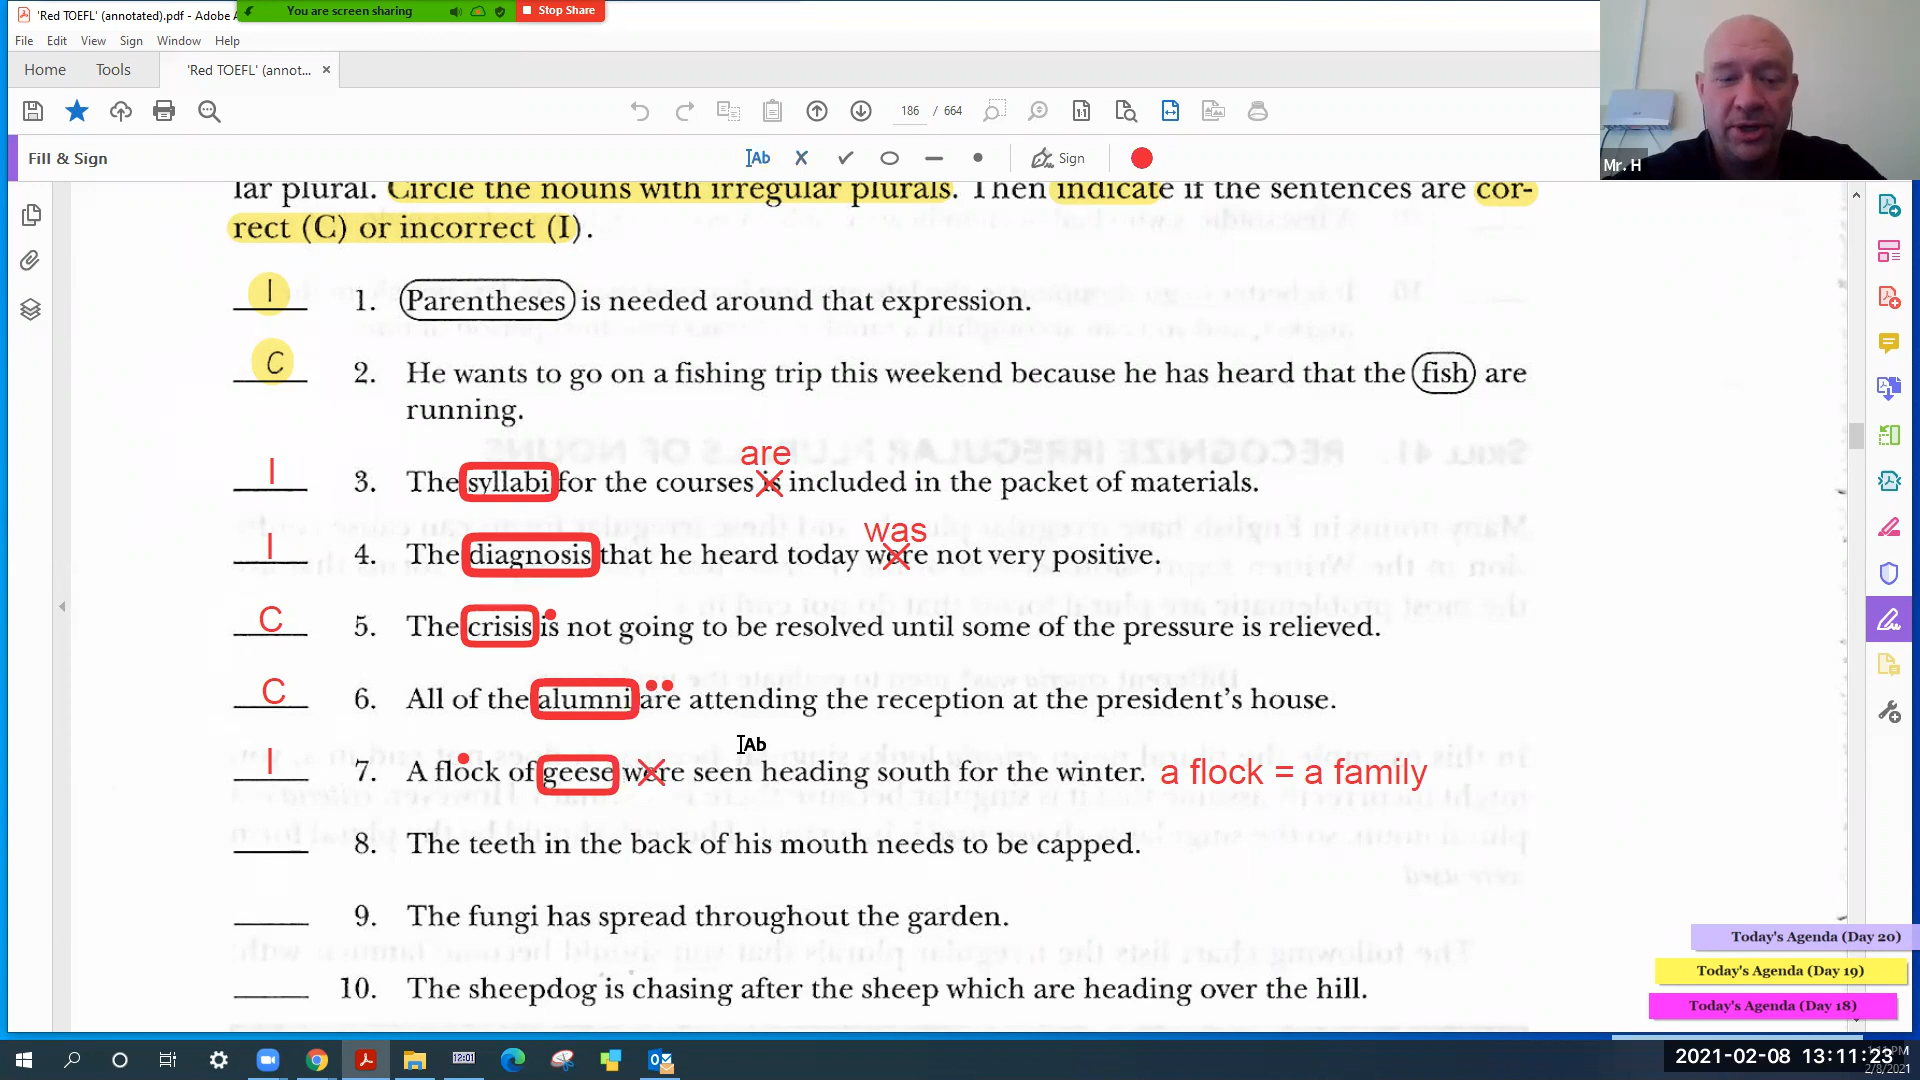 'Red TOEFL' (annotated).pdf - Adobe A
You are screen sharing
Stop Share
File Edit View Sign Window Help
Home Tools 'Red TOEFL' (annot... ×
186 / 664
Fill & Sign
Ab
Sign
Mr. H
lar plural. Circle the nouns with irregular plurals. Then indicate if the sentences are cor-
rect (C) or incorrect (I).
I 1. Parentheses is needed around that expression.
C 2. He wants to go on a fishing trip this weekend because he has heard that the fish are
running.
are
I 3. The syllabi for the courses is included in the packet of materials.
was
I 4. The diagnosis that he heard today were not very positive.
C 5. The crisis is not going to be resolved until some of the pressure is relieved.
C 6. All of the alumni are attending the reception at the president's house.
Ab
I 7. A flock of geese were seen heading south for the winter. a flock = a family
8. The teeth in the back of his mouth needs to be capped.
9. The fungi has spread throughout the garden.
10. The sheepdog is chasing after the sheep which are heading over the hill.
Today's Agenda (Day 20)
Today's Agenda (Day 19)
Today's Agenda (Day 18)
12:01
2021-02-08 13:11:23
2/8/2021